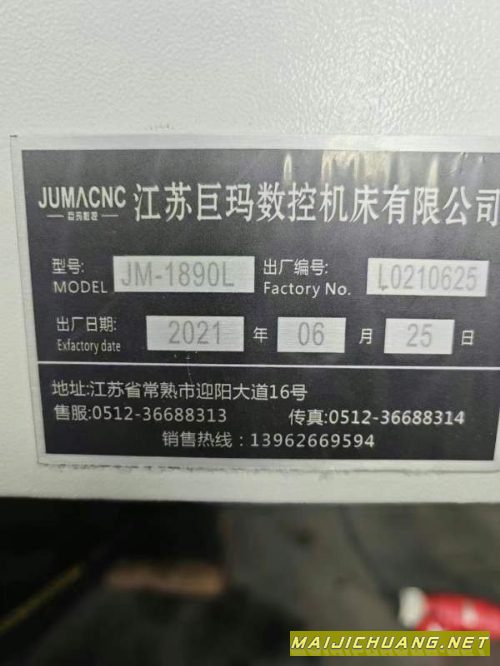 JUMACNC
巨玛数控
江苏巨玛数控机床有限公司
型号: JM-1890L 出厂编号: L0210625
MODEL Factory No.
出厂日期: 2021 年 06 月 25 日
Exfactory date
地址:江苏省常熟市迎阳大道16号
售服:0512-36688313 传真:0512-36688314
销售热线：13962669594
MAIJICHUANG.NET